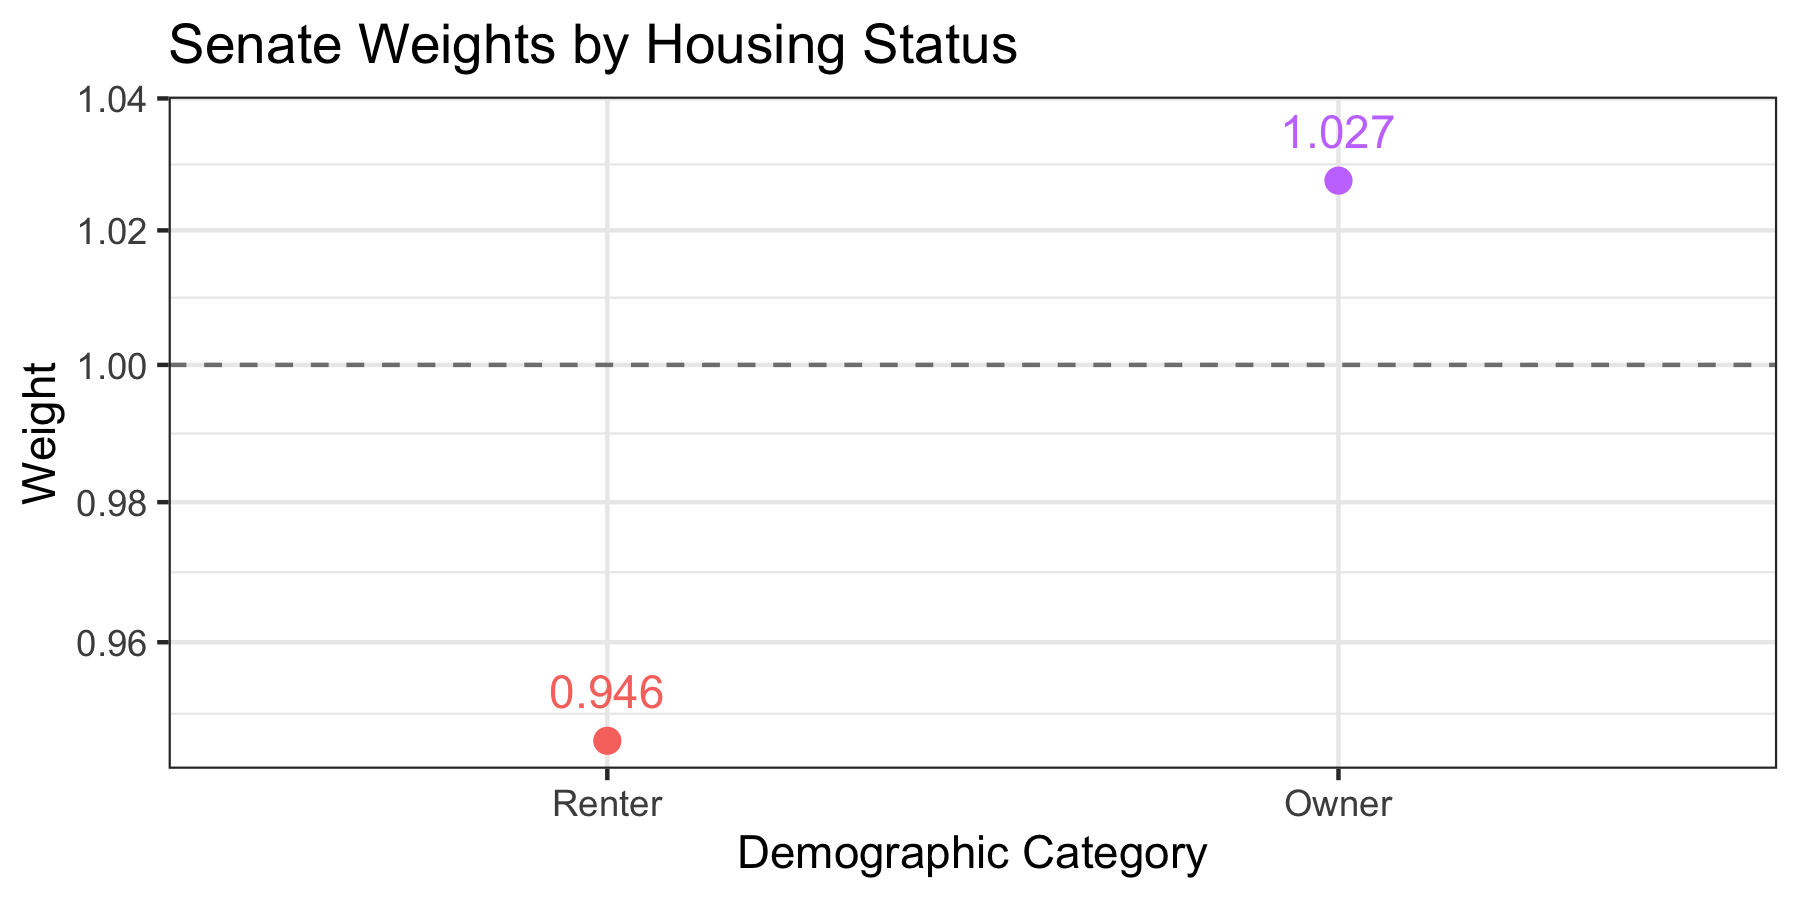 Senate Weights by Housing Status
1.04
1.02
1.00
0.98
0.96
Weight
1.027
0.946
Renter
Owner
Demographic Category